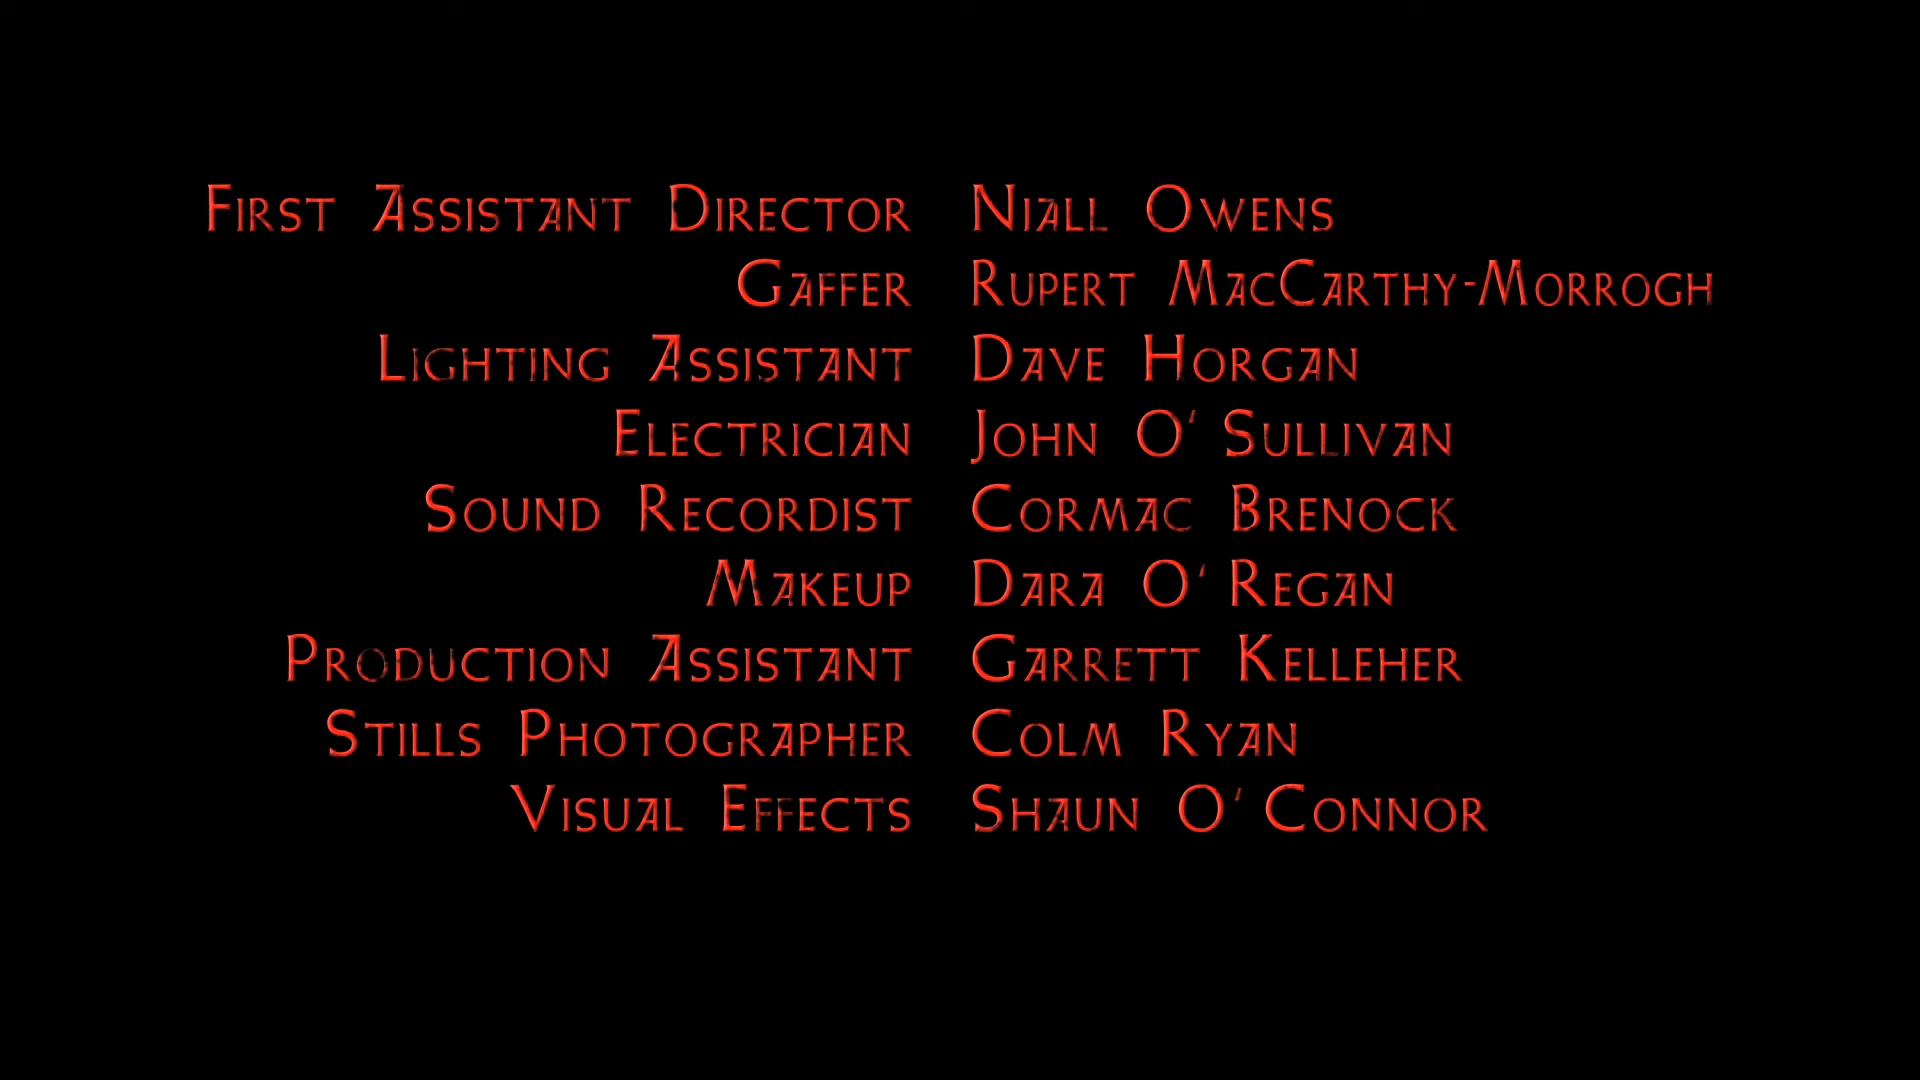 First Assistant Director Niall Owens
Gaffer Rupert MacCarthy-Morrogh
Lighting Assistant Dave Horgan
Electrician John O' Sullivan
Sound Recordist Cormac Brenock
Makeup Dara O' Regan
Production Assistant Garrett Kelleher
Stills Photographer Colm Ryan
Visual Effects Shaun O' Connor